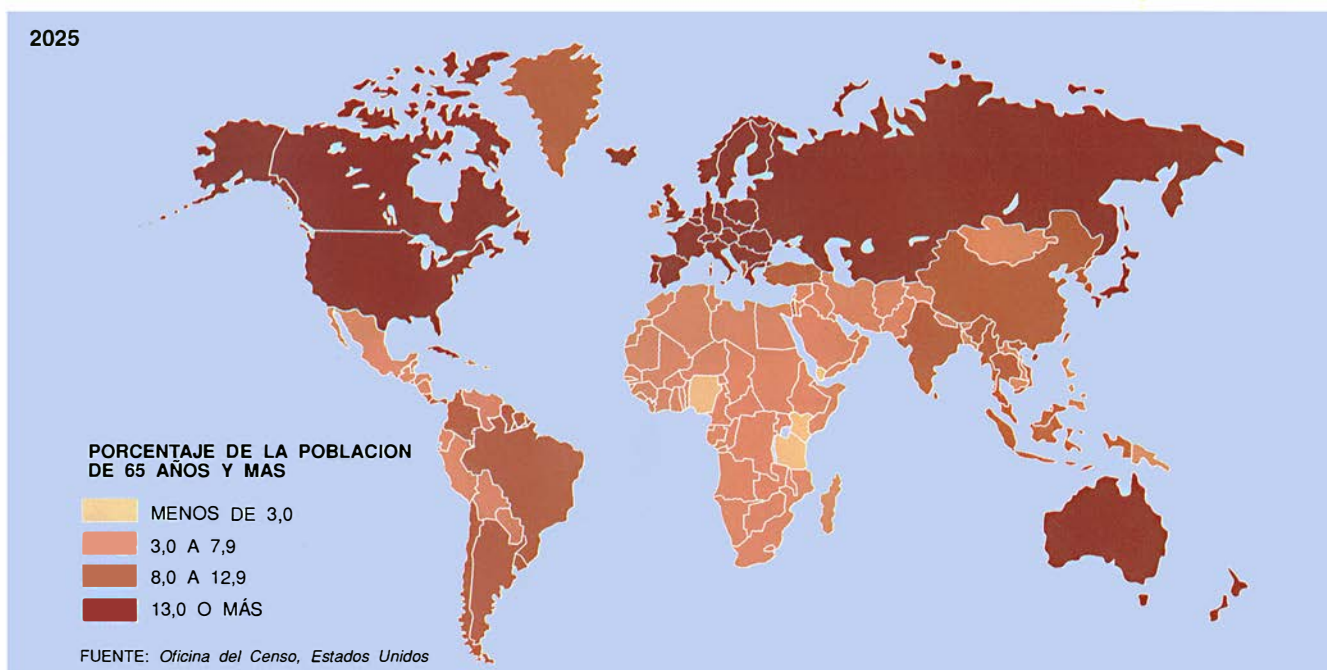 2025
PORCENTAJE DE LA POBLACION
DE 65 AÑOS Y MAS
MENOS DE 3,0
3,0 A 7,9
8,0 A 12,9
13,0 O MÁS
FUENTE: Oficina del Censo, Estados Unidos